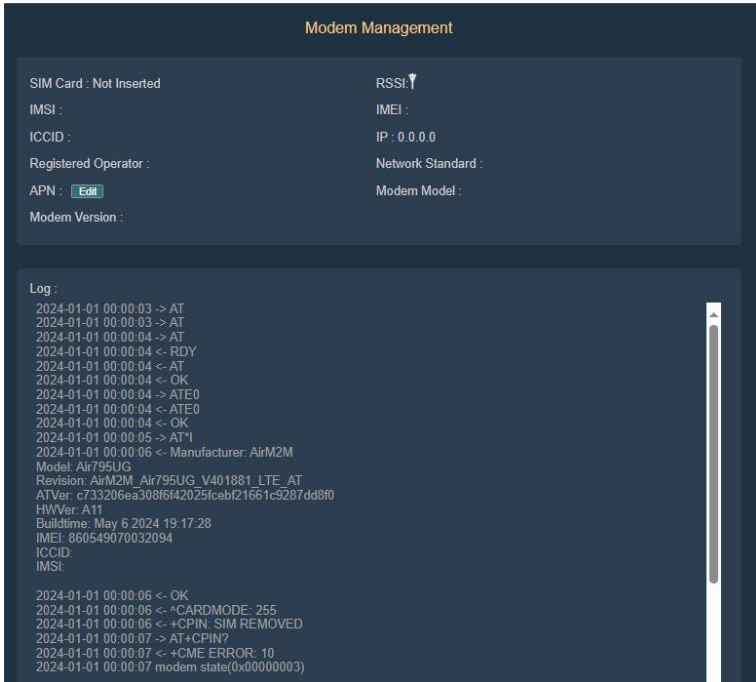 Modem Management
SIM Card : Not Inserted
RSSI:
IMSI :
IMEI :
ICCID :
IP : 0.0.0.0
Registered Operator :
Network Standard :
APN : Edit
Modem Model :
Modem Version :
Log :
2024-01-01 00:00:03 -> AT
2024-01-01 00:00:03 -> AT
2024-01-01 00:00:04 -> AT
2024-01-01 00:00:04 <- RDY
2024-01-01 00:00:04 <- AT
2024-01-01 00:00:04 <- OK
2024-01-01 00:00:04 -> ATE0
2024-01-01 00:00:04 <- ATE0
2024-01-01 00:00:04 <- OK
2024-01-01 00:00:05 -> AT*I
2024-01-01 00:00:06 <- Manufacturer: AirM2M
Model: Air795UG
Revision: AirM2M_Air795UG_V401881_LTE_AT
ATVer: c733206ea308f6f42025fcebf21661c9287dd8f0
HWVer: A11
Buildtime: May 6 2024 19:17:28
IMEI: 860549070032094
ICCID:
IMSI:
2024-01-01 00:00:06 <- OK
2024-01-01 00:00:06 <- ^CARDMODE: 255
2024-01-01 00:00:06 <- +CPIN: SIM REMOVED
2024-01-01 00:00:07 -> AT+CPIN?
2024-01-01 00:00:07 <- +CME ERROR: 10
2024-01-01 00:00:07 modem state(0x00000003)